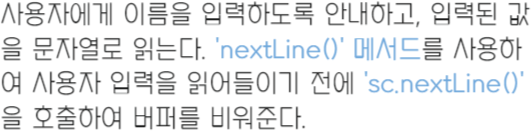 사용자에게 이름을 입력하도록 안내하고, 입력된 값
을 문자열로 읽는다. 'nextLine()' 메서드를 사용하
여 사용자 입력을 읽어들이기 전에 'sc.nextLine()'
을 호출하여 버퍼를 비워준다.